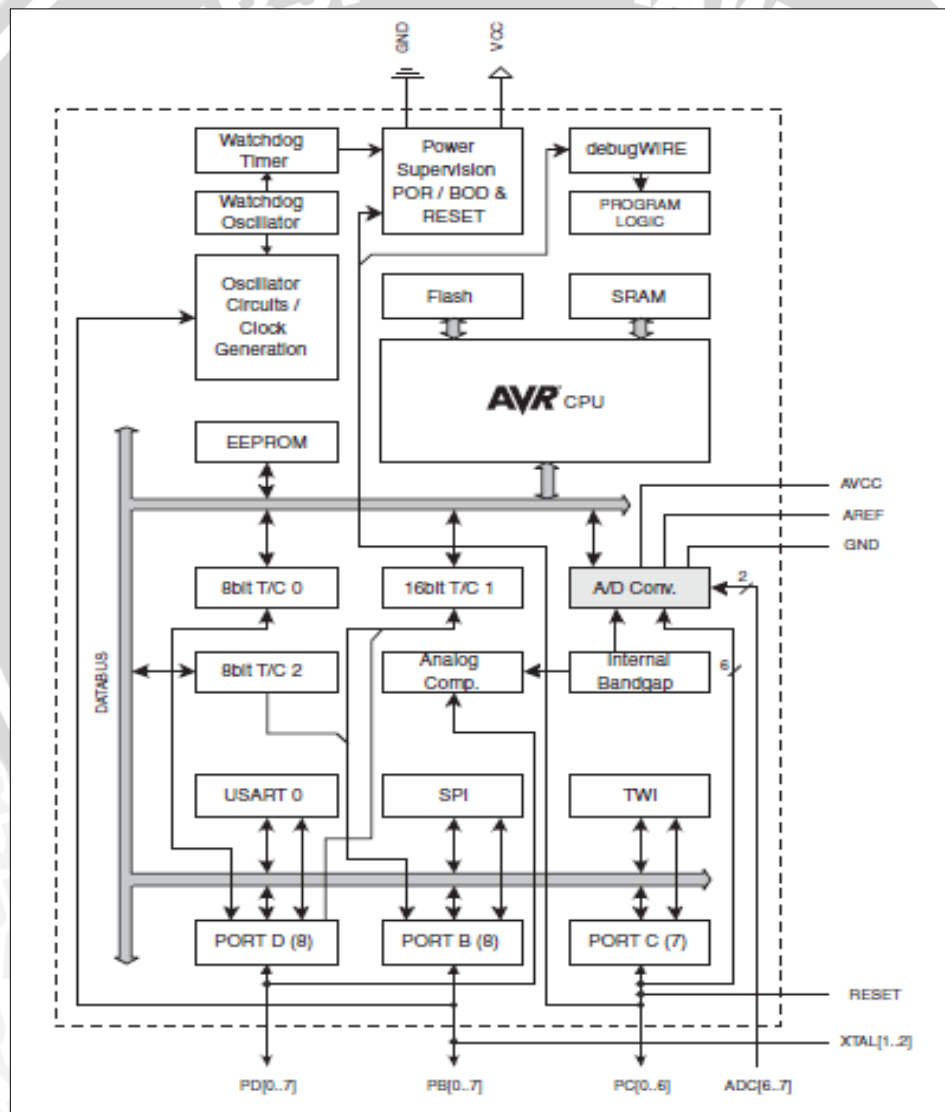 GND
VCC
Watchdog
Timer
Power
Supervision
POR / BOD &
RESET
debugWIRE
Watchdog
Oscillator
PROGRAM
LOGIC
Oscillator
Circuits /
Clock
Generation
Flash
SRAM
AVR CPU
EEPROM
AVCC
AREF
GND
8bit T/C 0
16bit T/C 1
A/D Conv.
2
DATABUS
8bit T/C 2
Analog
Comp.
Internal
Bandgap
6
USART 0
SPI
TWI
PORT D (8)
PORT B (8)
PORT C (7)
RESET
XTAL[1..2]
PD[0..7]
PB[0..7]
PC[0..6]
ADC[6..7]